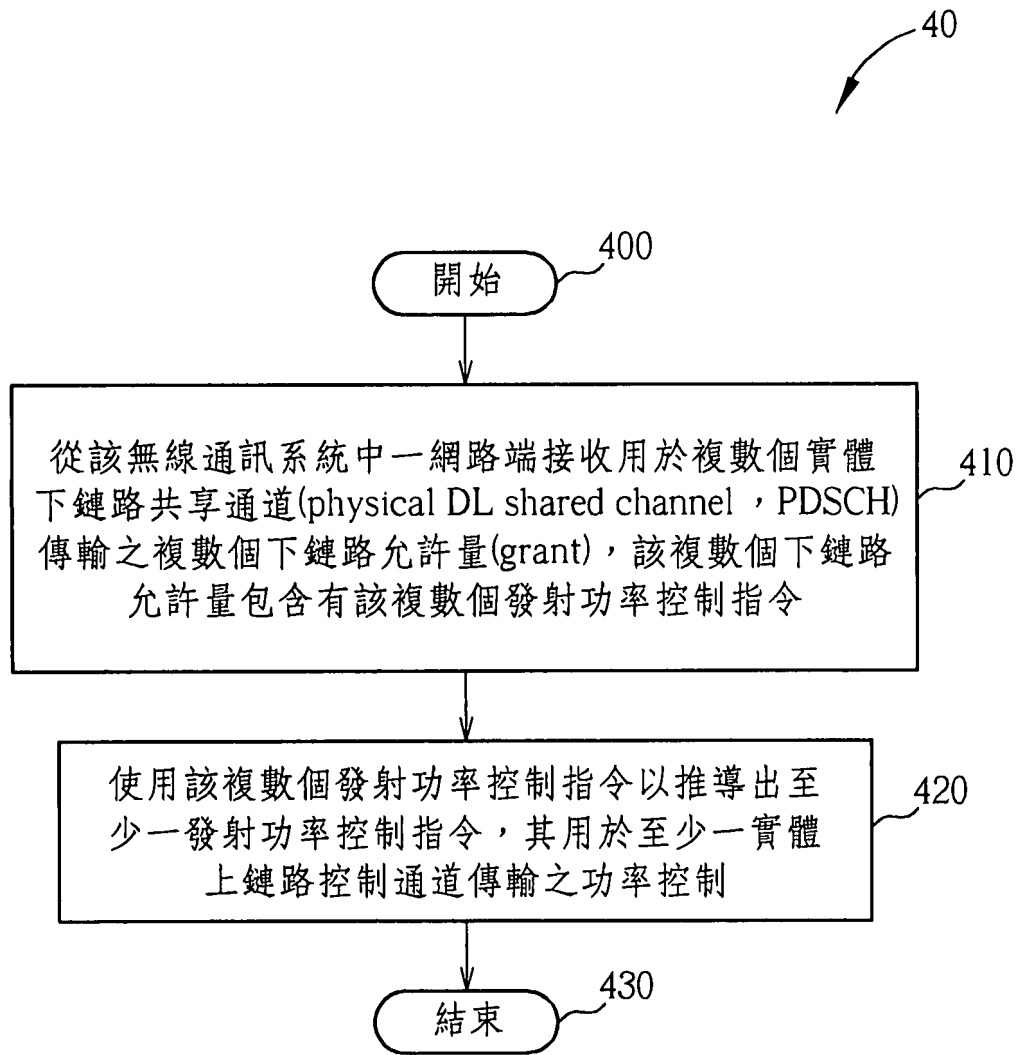 40
400
開始
從該無線通訊系統中一網路端接收用於複數個實體
下鏈路共享通道(physical DL shared channel，PDSCH)
傳輸之複數個下鏈路允許量(grant)，該複數個下鏈路
允許量包含有該複數個發射功率控制指令
410
使用該複數個發射功率控制指令以推導出至
少一發射功率控制指令，其用於至少一實體
上鏈路控制通道傳輸之功率控制
420
430
結束